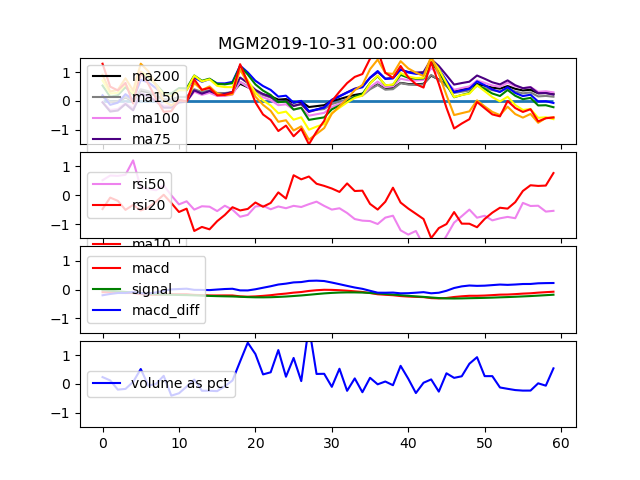 MGM2019-10-31 00:00:00
1
0
−1
ma200
ma150
ma100
ma75
1
0
−1
rsi50
rsi20
ma10
1
0
−1
macd
signal
macd_diff
1
0
−1
volume as pct
0 10 20 30 40 50 60